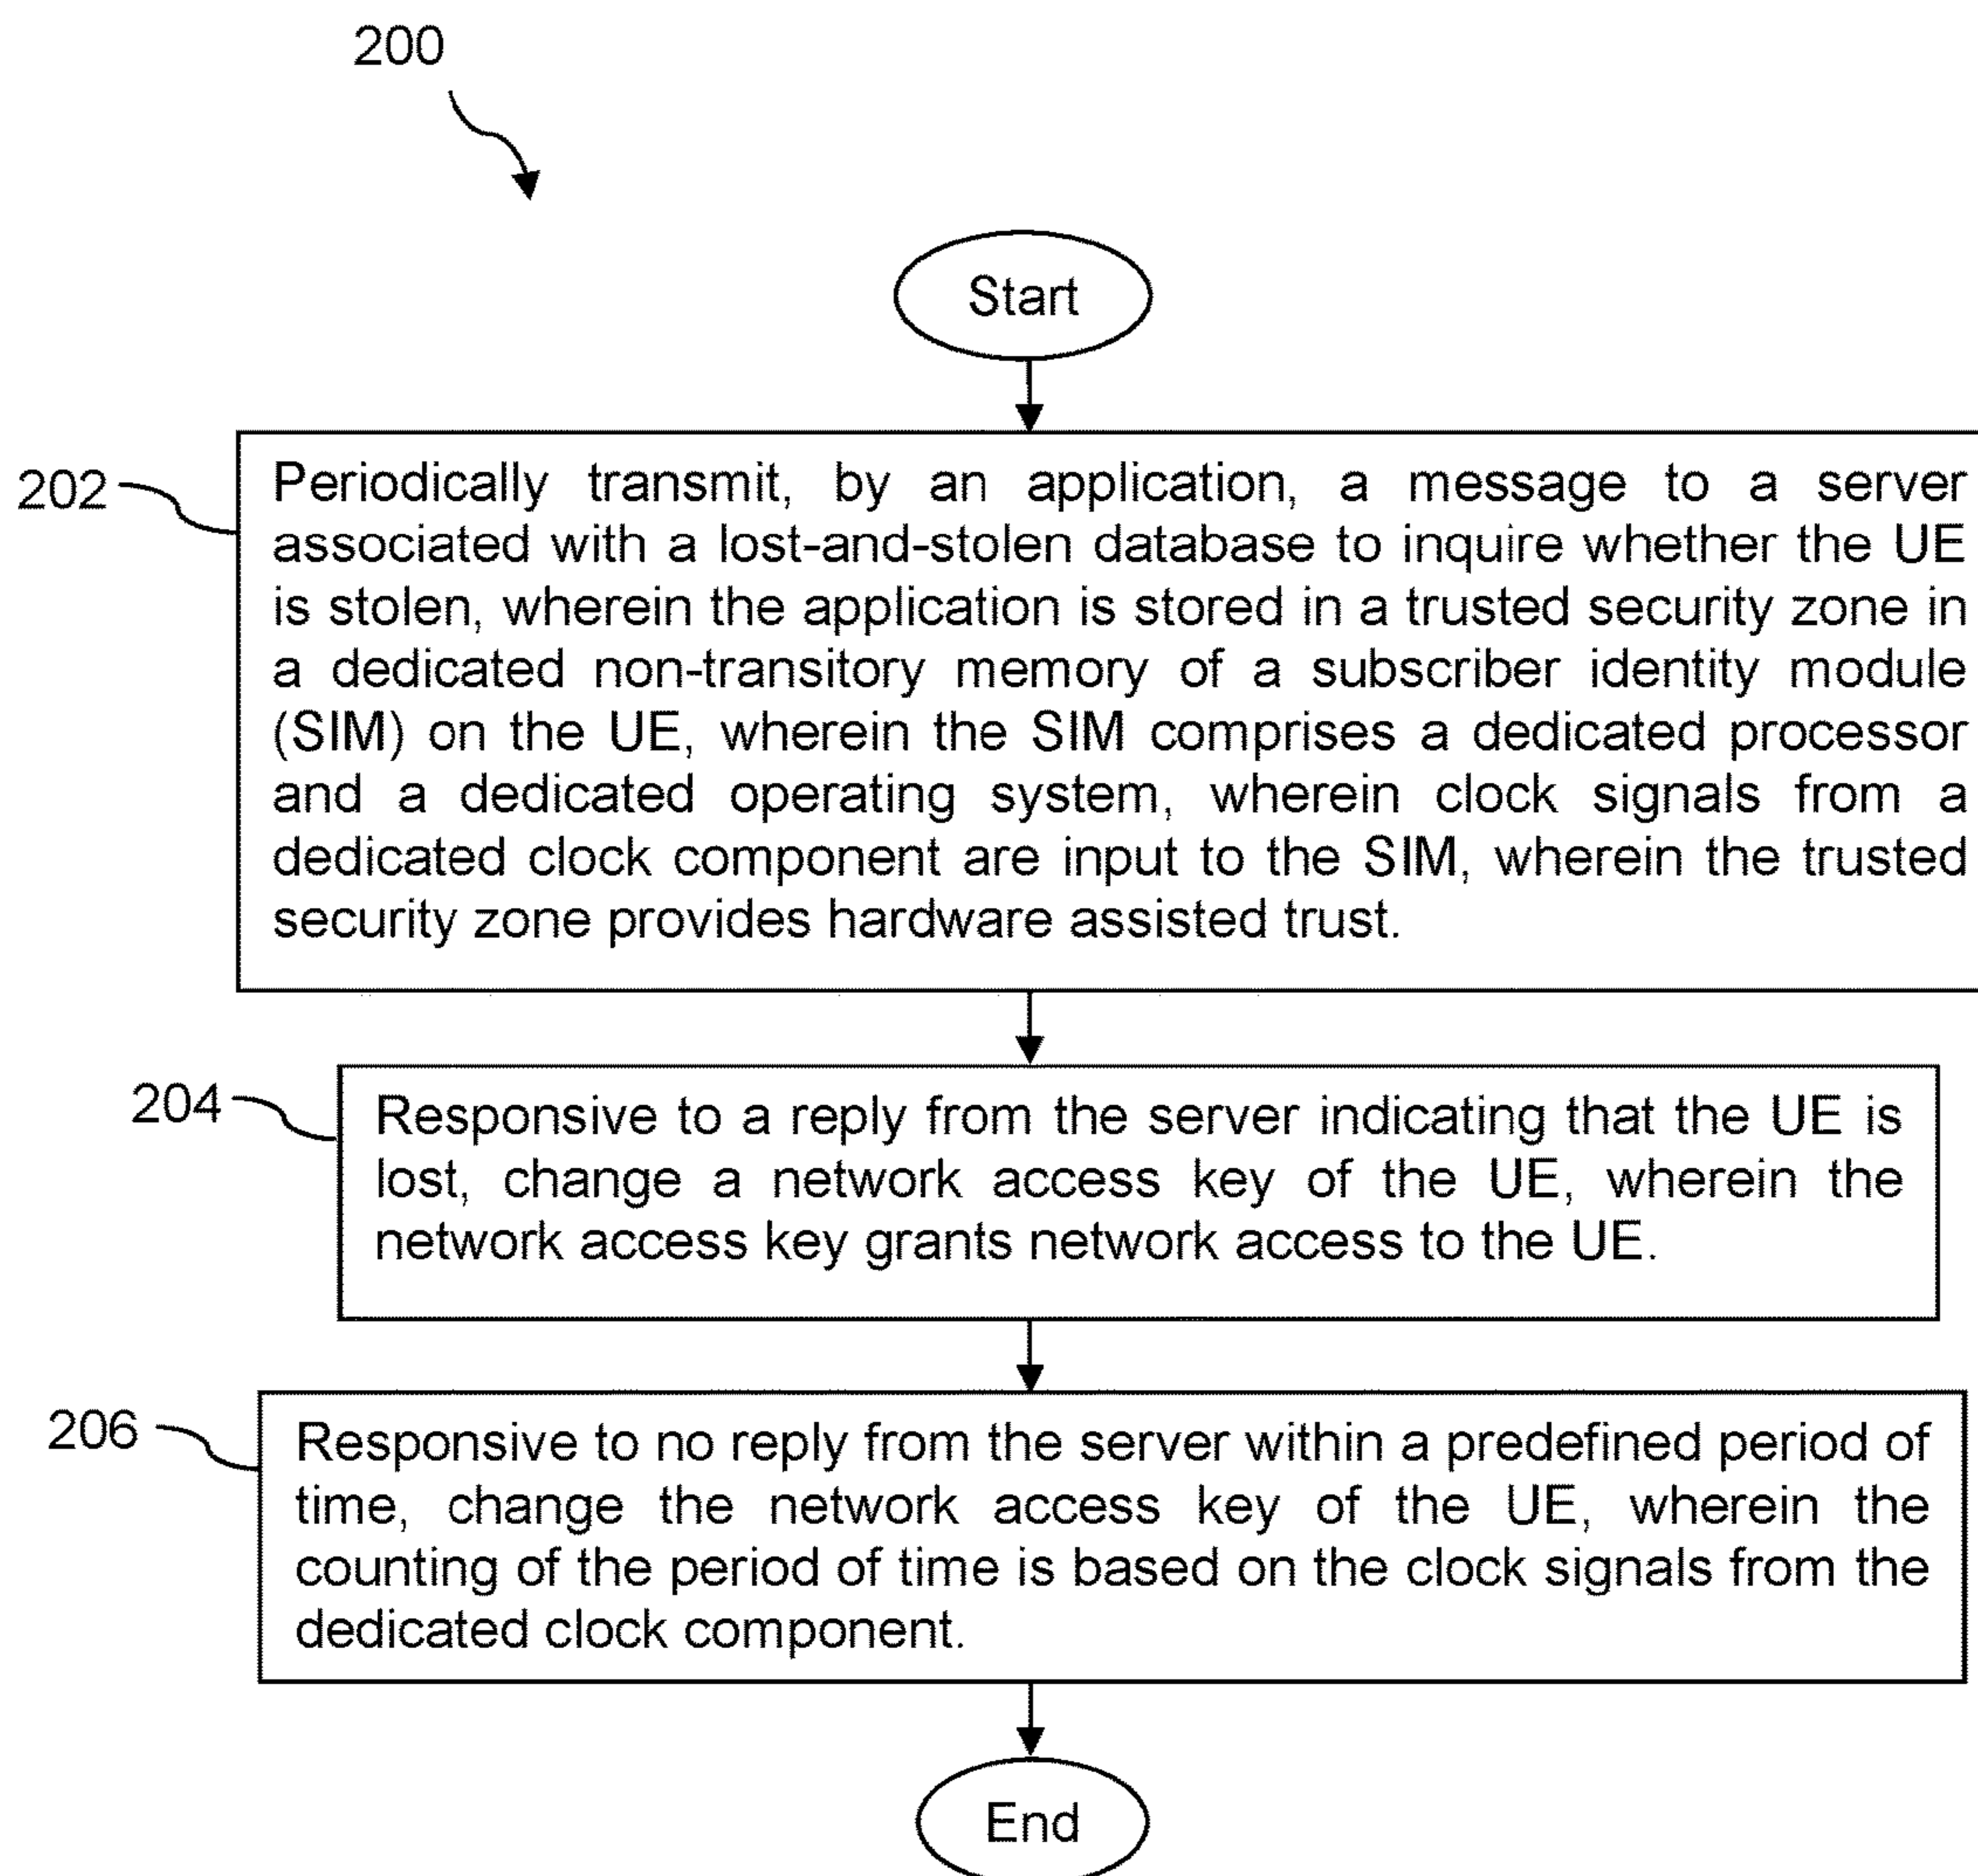 200
Start
202
Periodically transmit, by an application, a message to a server
associated with a lost-and-stolen database to inquire whether the UE
is stolen, wherein the application is stored in a trusted security zone in
a dedicated non-transitory memory of a subscriber identity module
(SIM) on the UE, wherein the SIM comprises a dedicated processor
and a dedicated operating system, wherein clock signals from a
dedicated clock component are input to the SIM, wherein the trusted
security zone provides hardware assisted trust.
204
Responsive to a reply from the server indicating that the UE is
lost, change a network access key of the UE, wherein the
network access key grants network access to the UE.
206
Responsive to no reply from the server within a predefined period of
time, change the network access key of the UE, wherein the
counting of the period of time is based on the clock signals from the
dedicated clock component.
End